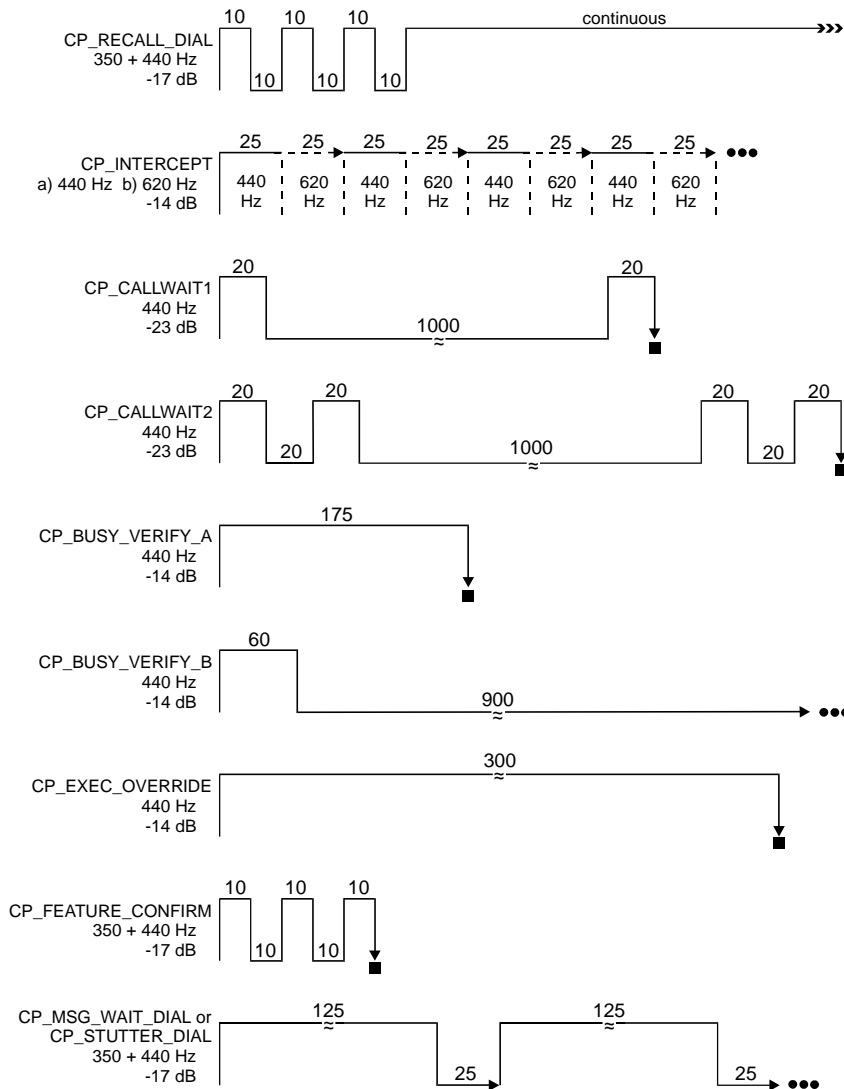 10 10 10 continuous
CP_RECALL_DIAL
350 + 440 Hz
-17 dB
10 10 10
25 25 25 25 25 25 25 25
CP_INTERCEPT
a) 440 Hz b) 620 Hz
-14 dB
440 620 440 620 440 620 440 620
Hz Hz Hz Hz Hz Hz Hz Hz
20 20
CP_CALLWAIT1
440 Hz
-23 dB
1000
≈
20 20 20 20
CP_CALLWAIT2
440 Hz
-23 dB
20 1000 20
≈
175
CP_BUSY_VERIFY_A
440 Hz
-14 dB
60
CP_BUSY_VERIFY_B
440 Hz
-14 dB
900
≈
300
≈
CP_EXEC_OVERRIDE
440 Hz
-14 dB
10 10 10
CP_FEATURE_CONFIRM
350 + 440 Hz
-17 dB
10 10
125 125
≈ ≈
CP_MSG_WAIT_DIAL or
CP_STUTTER_DIAL
350 + 440 Hz
-17 dB
25 25